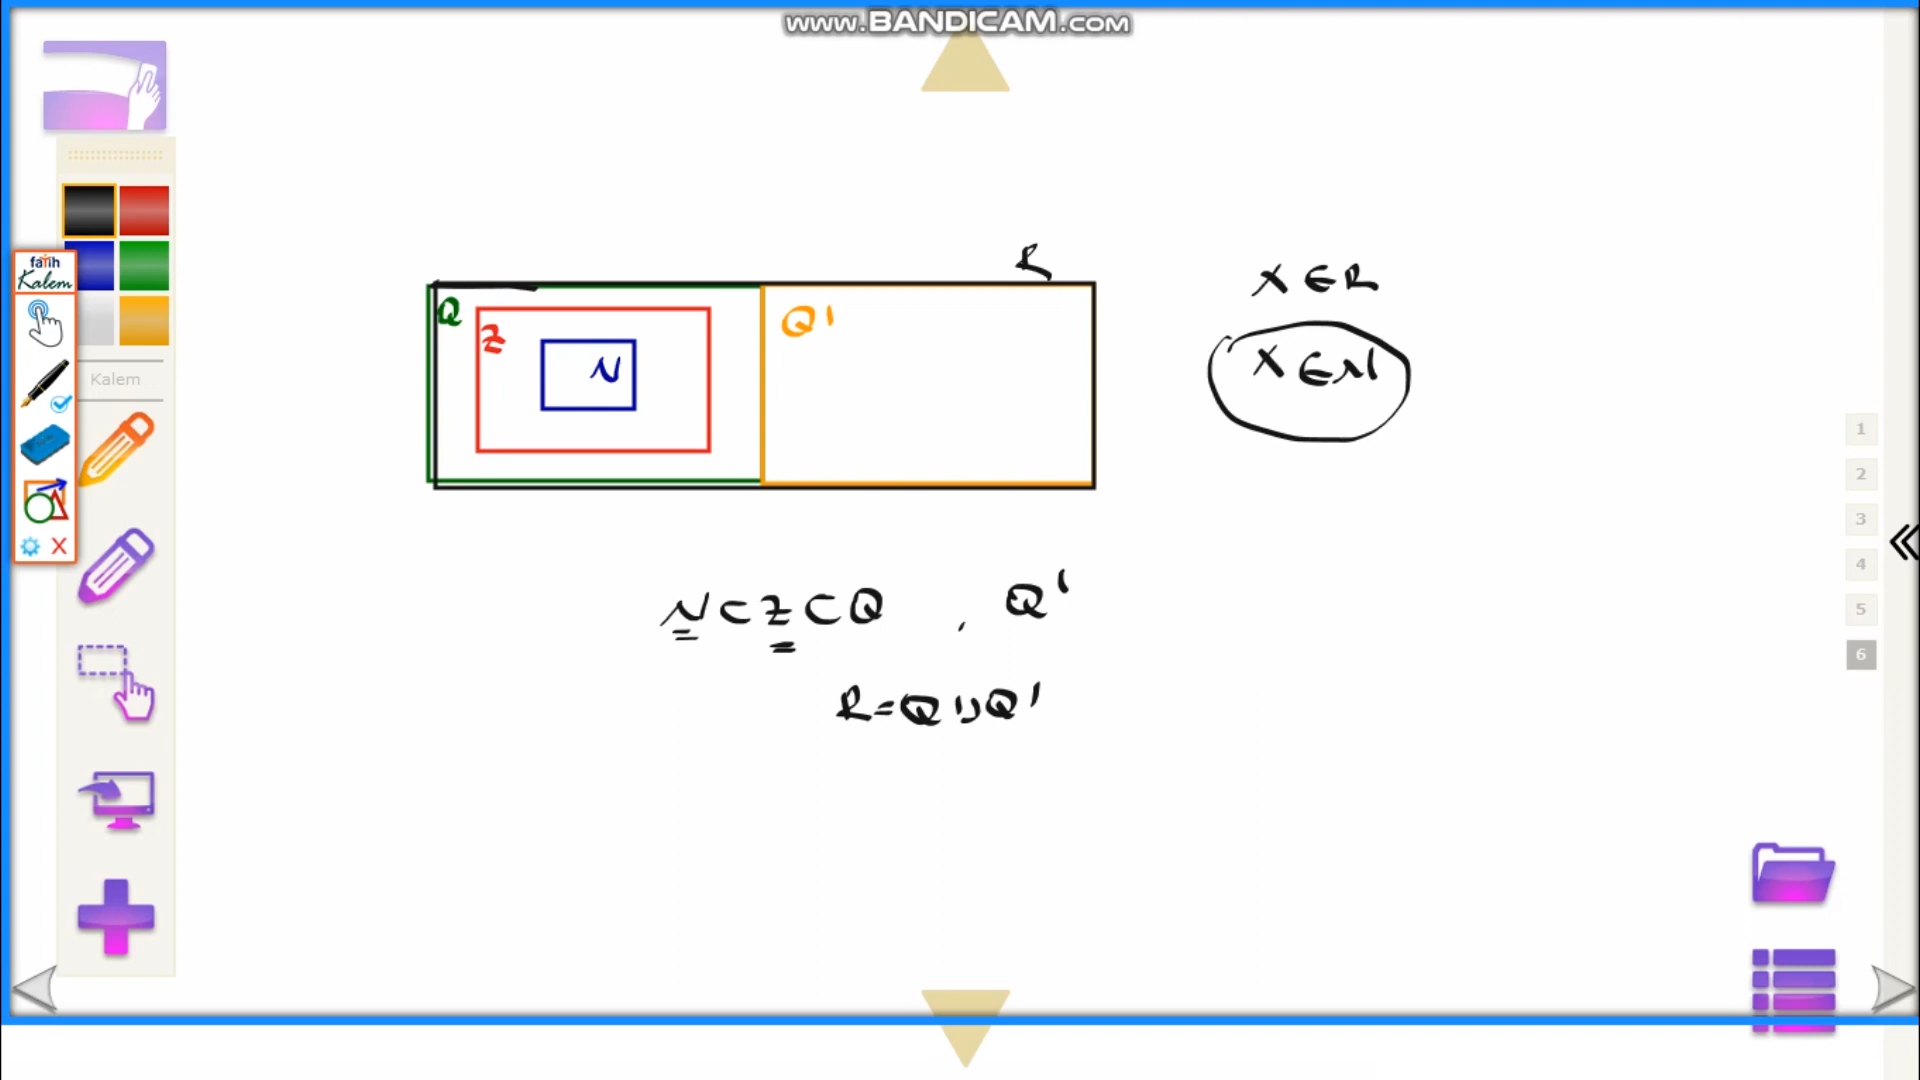 www.BANDICAM.com
fatih
Kalem
Kalem
R
Q
Z
N
Q'
X ∈ R
X ∈ N
N ⊂ Z ⊂ Q , Q'
R = Q ∪ Q'
1
2
3
4
5
6